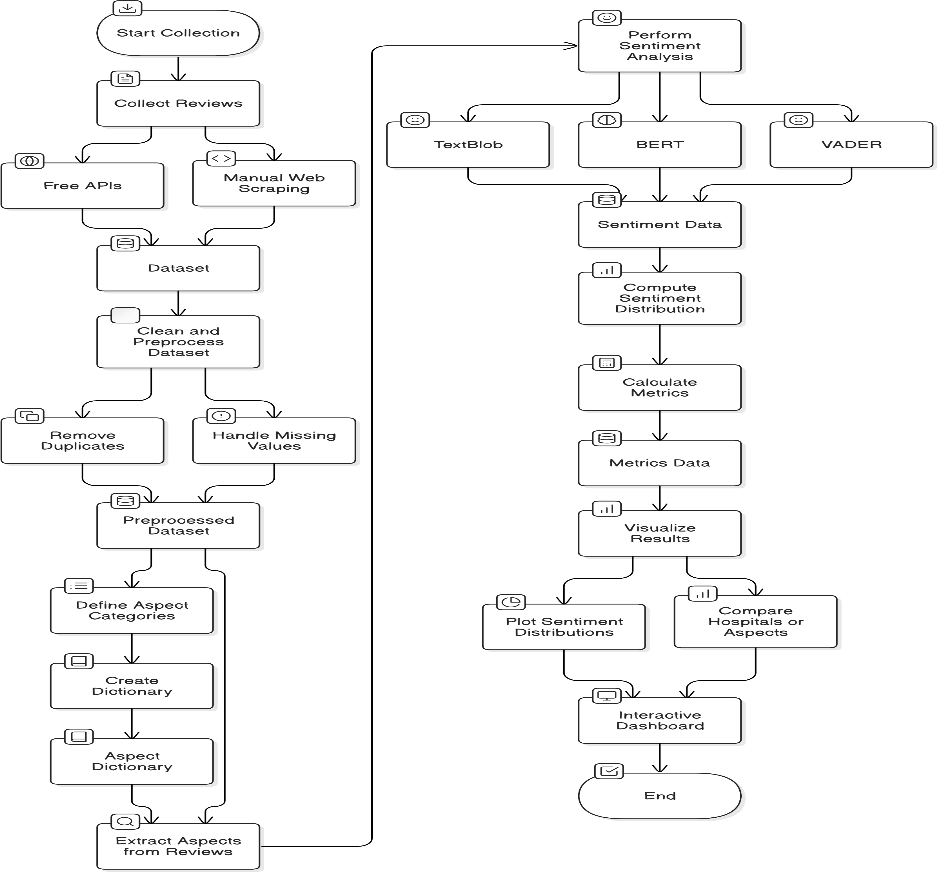 Start Collection
Collect Reviews
Free APIs
Manual Web
Scraping
Dataset
Clean and
Preprocess
Dataset
Remove
Duplicates
Handle Missing
Values
Preprocessed
Dataset
Define Aspect
Categories
Create
Dictionary
Aspect
Dictionary
Extract Aspects
from Reviews
Perform
Sentiment
Analysis
TextBlob
BERT
VADER
Sentiment Data
Compute
Sentiment
Distribution
Calculate
Metrics
Metrics Data
Visualize
Results
Plot Sentiment
Distributions
Compare
Hospitals or
Aspects
Interactive
Dashboard
End